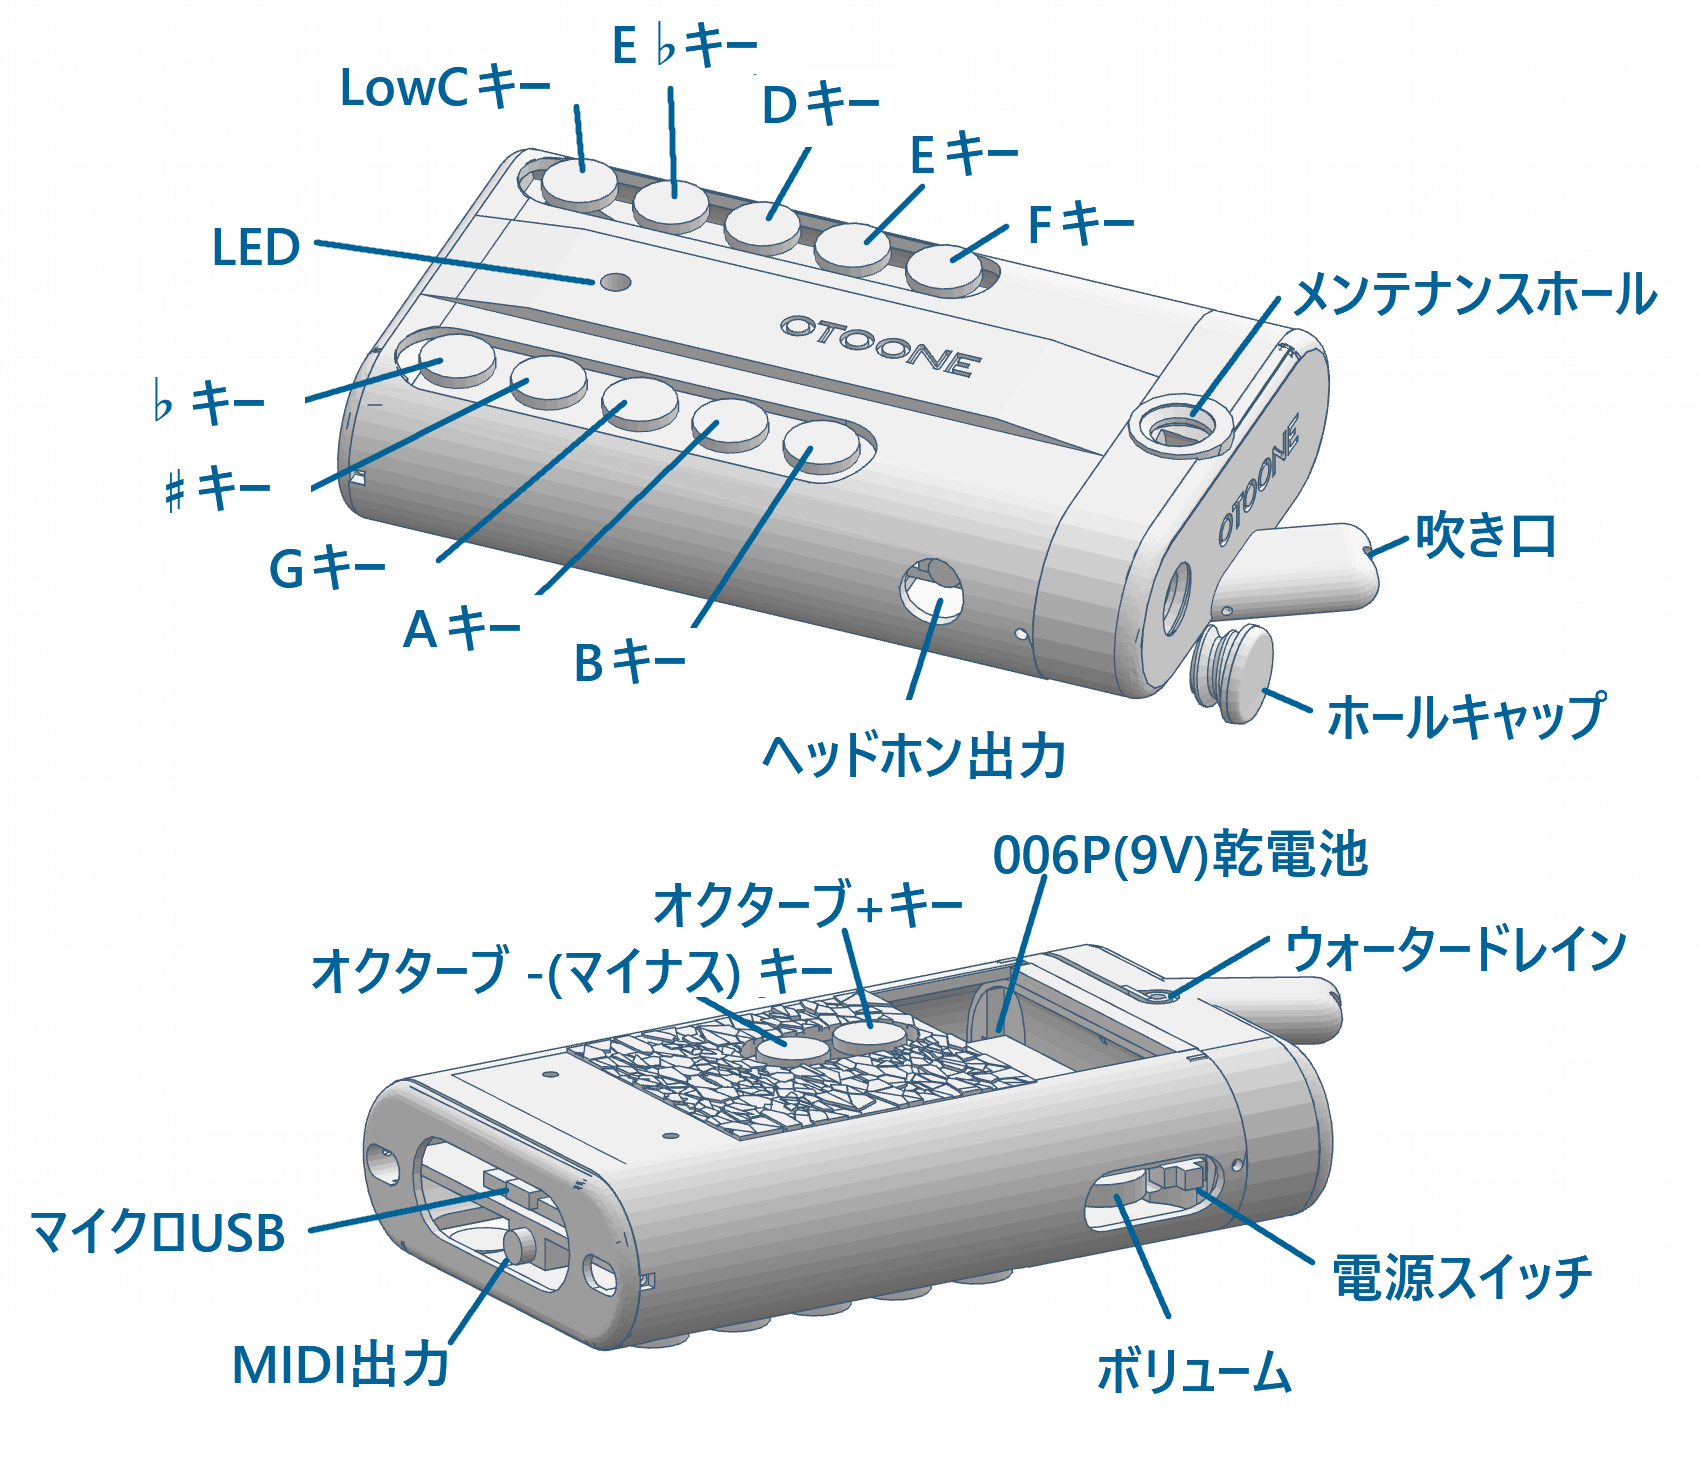 E♭キー
LowCキー
Dキー
Eキー
Fキー
LED
メンテナンスホール
OTOONE
♭キー
OTOONE
♯キー
吹き口
Gキー
Aキー
Bキー
ホールキャップ
ヘッドホン出力
006P(9V)乾電池
オクターブ+キー
ウォータードレイン
オクターブ -(マイナス) キー
マイクロUSB
電源スイッチ
MIDI出力
ボリューム